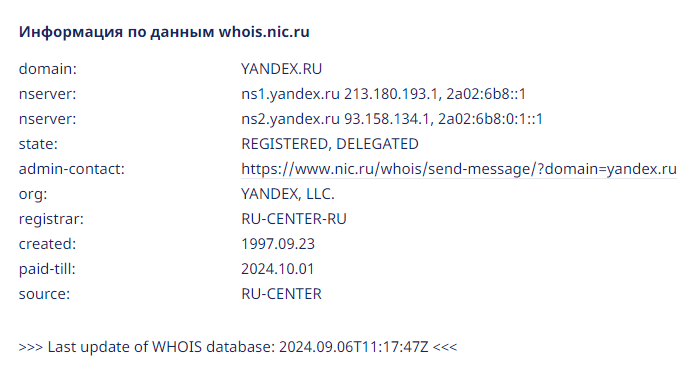 Информация по данным whois.nic.ru
domain: YANDEX.RU
nserver: ns1.yandex.ru 213.180.193.1, 2a02:6b8::1
nserver: ns2.yandex.ru 93.158.134.1, 2a02:6b8:0:1::1
state: REGISTERED, DELEGATED
admin-contact: https://www.nic.ru/whois/send-message/?domain=yandex.ru
org: YANDEX, LLC.
registrar: RU-CENTER-RU
created: 1997.09.23
paid-till: 2024.10.01
source: RU-CENTER
>>> Last update of WHOIS database: 2024.09.06T11:17:47Z <<<